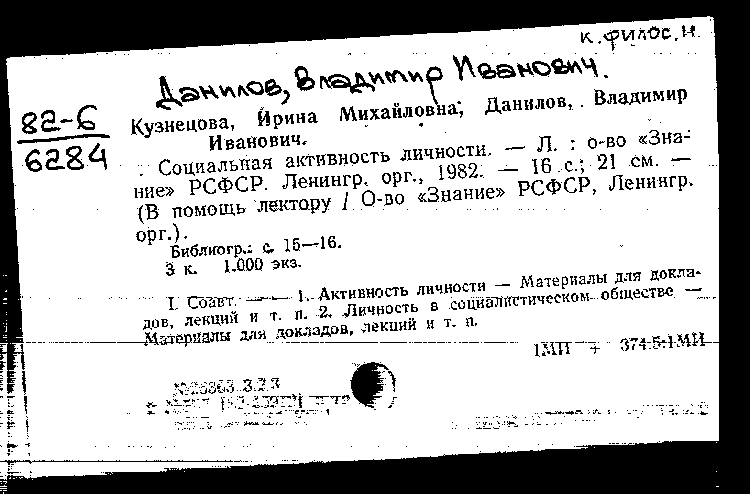 к. филос. н.
Данилов, Владимир Иванович.
82-6
6284
Кузнецова, Ирина Михайловна; Данилов, Владимир
Иванович.
Социальная активность личности. — Л. : о-во «Зна-
ние» РСФСР. Ленингр. орг., 1982. — 16 с.; 21 см. —
(В помощь лектору / О-во «Знание» РСФСР, Ленингр.
орг.).
Библиогр.: с. 15—16.
3 к. 1.000 экз.
I. Соавт. — — 1. Активность личности — Материалы для докла-
дов, лекций и т. п. 2. Личность в социалистическом обществе —
Материалы для докладов, лекций и т. п.
1МИ + 374.5:1МИ